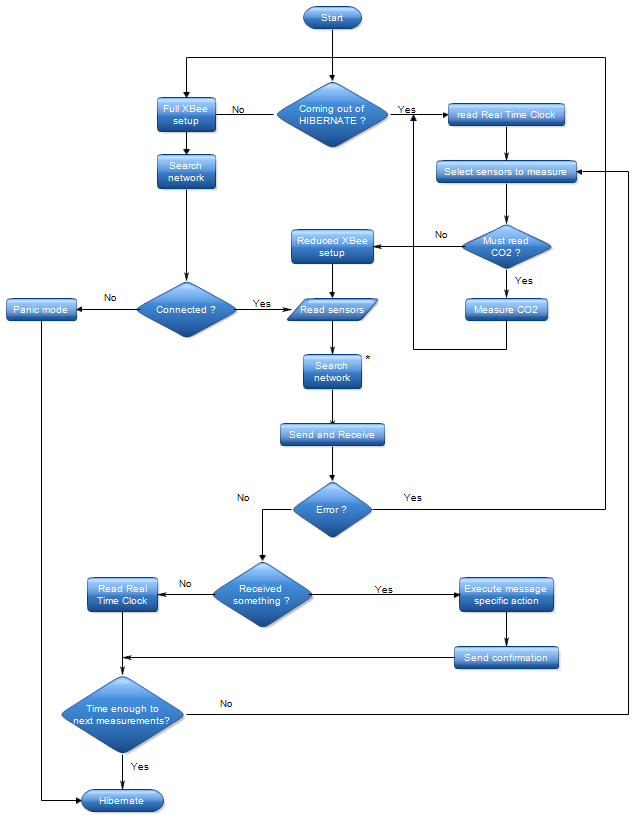 Start
Coming out of
HIBERNATE ?
No
Yes
Full XBee
setup
read Real Time Clock
Search
network
Select sensors to measure
Must read
CO2 ?
No
Yes
Reduced XBee
setup
Measure CO2
Connected ?
No
Yes
Panic mode
Read sensors
Search
network
*
Send and Receive
Error ?
No
Yes
Received
something ?
No
Yes
Read Real
Time Clock
Execute message
specific action
Send confirmation
Time enough to
next measurements?
No
Yes
Hibernate